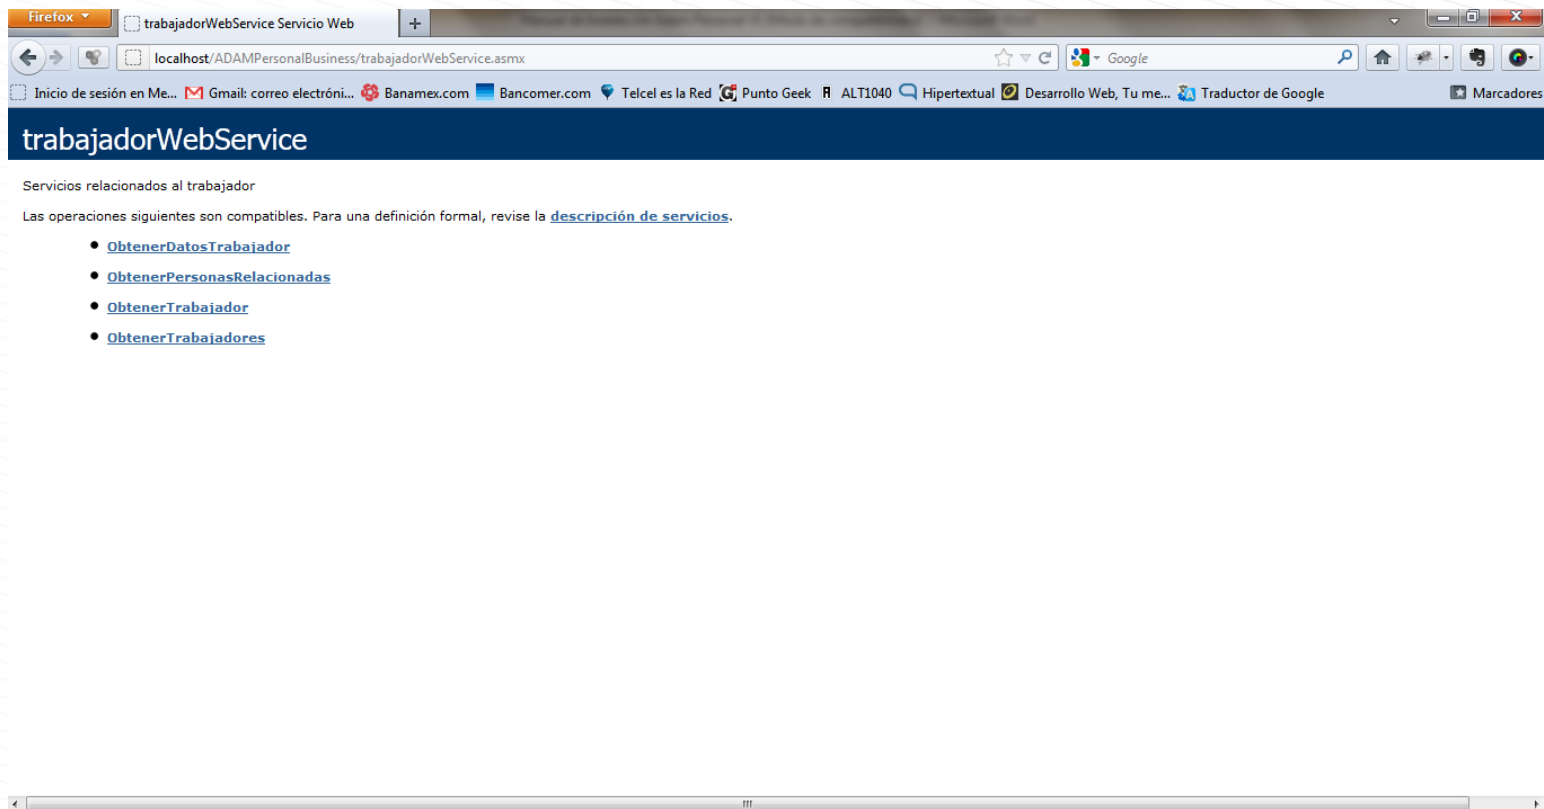 Firefox
trabajadorWebService Servicio Web
localhost/ADAMPersonalBusiness/trabajadorWebService.asmx
Google
Inicio de sesión en Me... Gmail: correo electróni... Banamex.com Bancomer.com Telcel es la Red Punto Geek ALT1040 Hipertextual Desarrollo Web, Tu me... Traductor de Google Marcadores
trabajadorWebService
Servicios relacionados al trabajador
Las operaciones siguientes son compatibles. Para una definición formal, revise la descripción de servicios.
ObtenerDatosTrabajador
ObtenerPersonasRelacionadas
ObtenerTrabajador
ObtenerTrabajadores